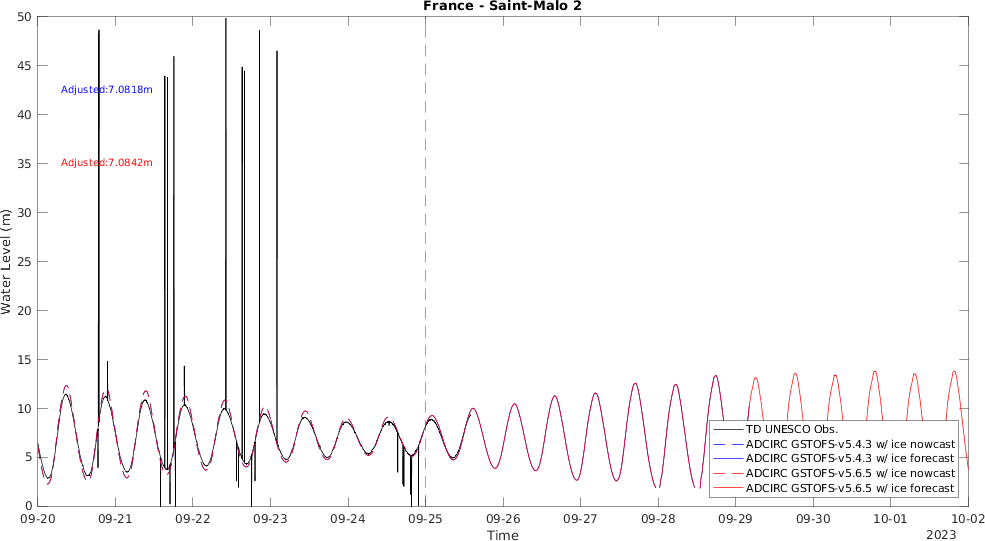 France - Saint-Malo 2
Water Level (m)
50
45
40
35
30
25
20
15
10
5
0
Adjusted:7.0818m
Adjusted:7.0842m
TD UNESCO Obs.
ADCIRC GSTOFS-v5.4.3 w/ ice nowcast
ADCIRC GSTOFS-v5.4.3 w/ ice forecast
ADCIRC GSTOFS-v5.6.5 w/ ice nowcast
ADCIRC GSTOFS-v5.6.5 w/ ice forecast
09-20 09-21 09-22 09-23 09-24 09-25 09-26 09-27 09-28 09-29 09-30 10-01 10-02
Time
2023